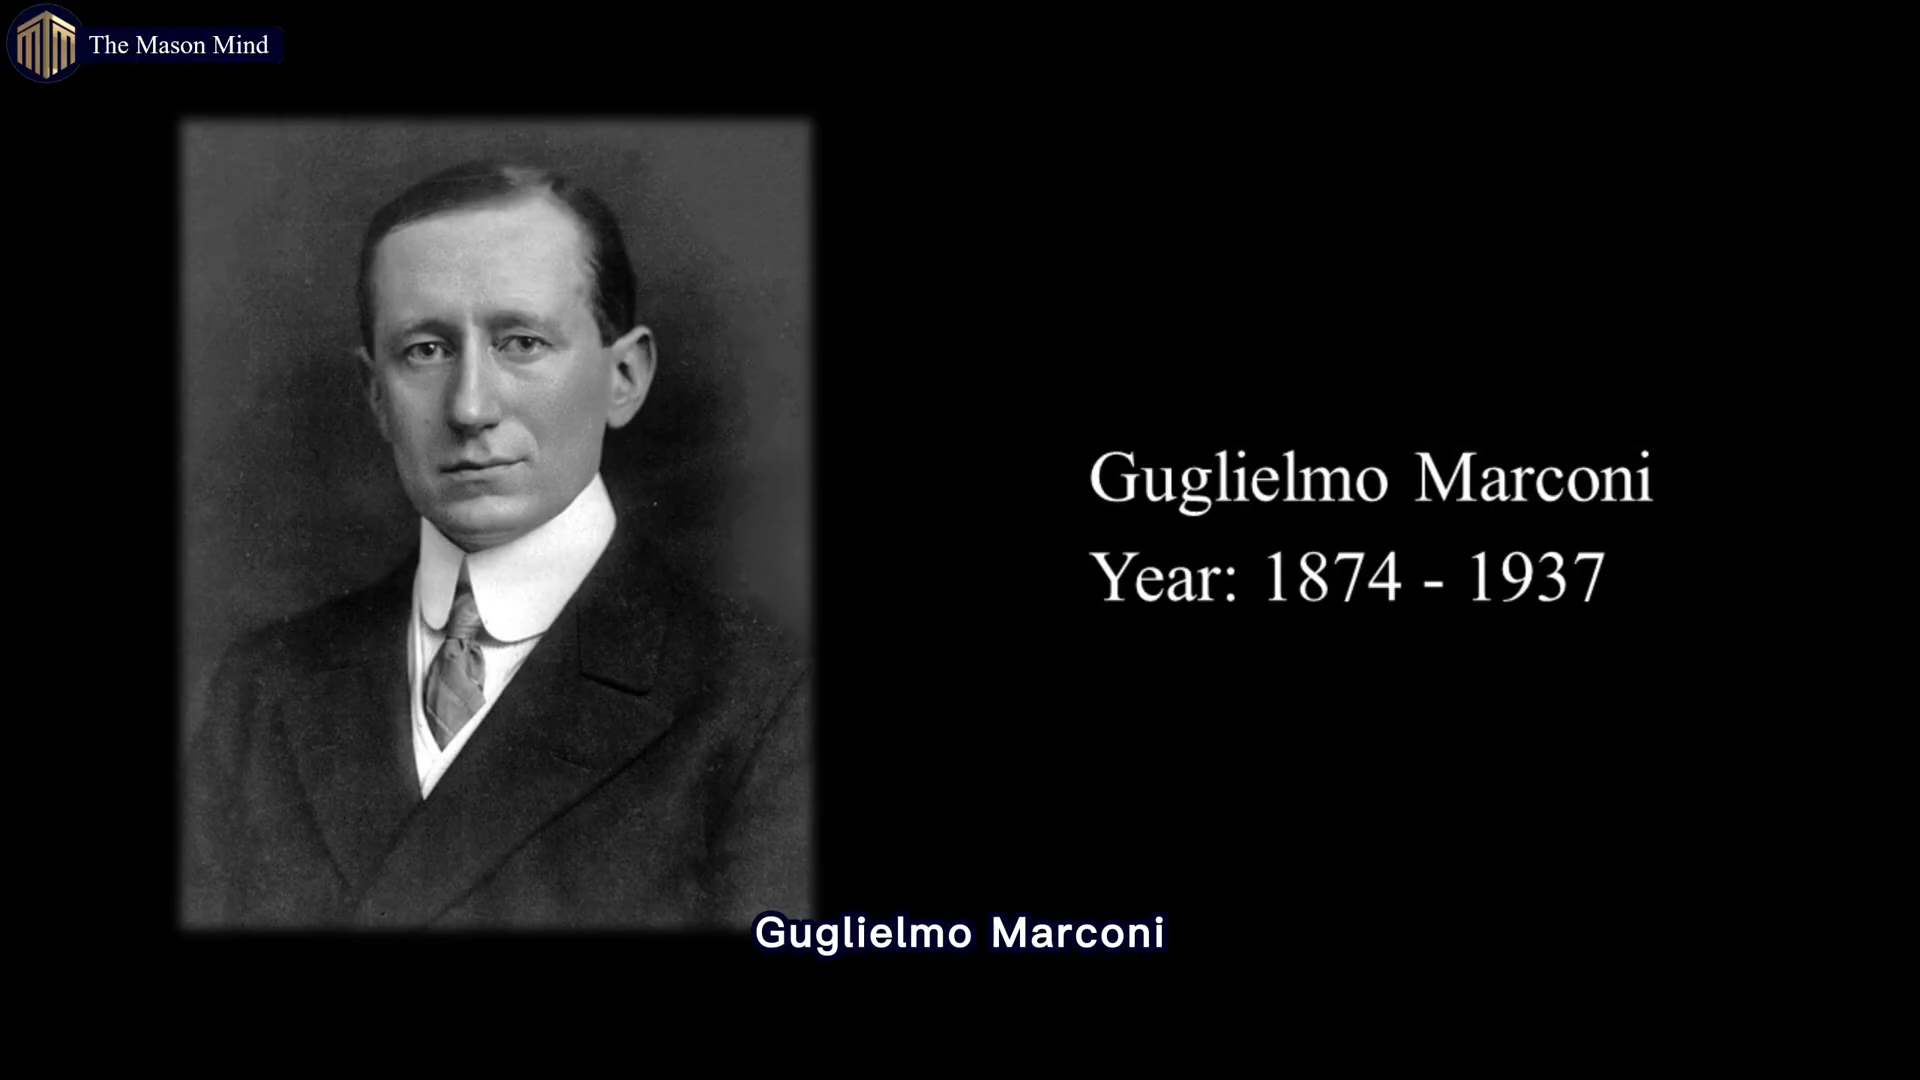 The Mason Mind
Guglielmo Marconi
Year: 1874 - 1937
Guglielmo Marconi